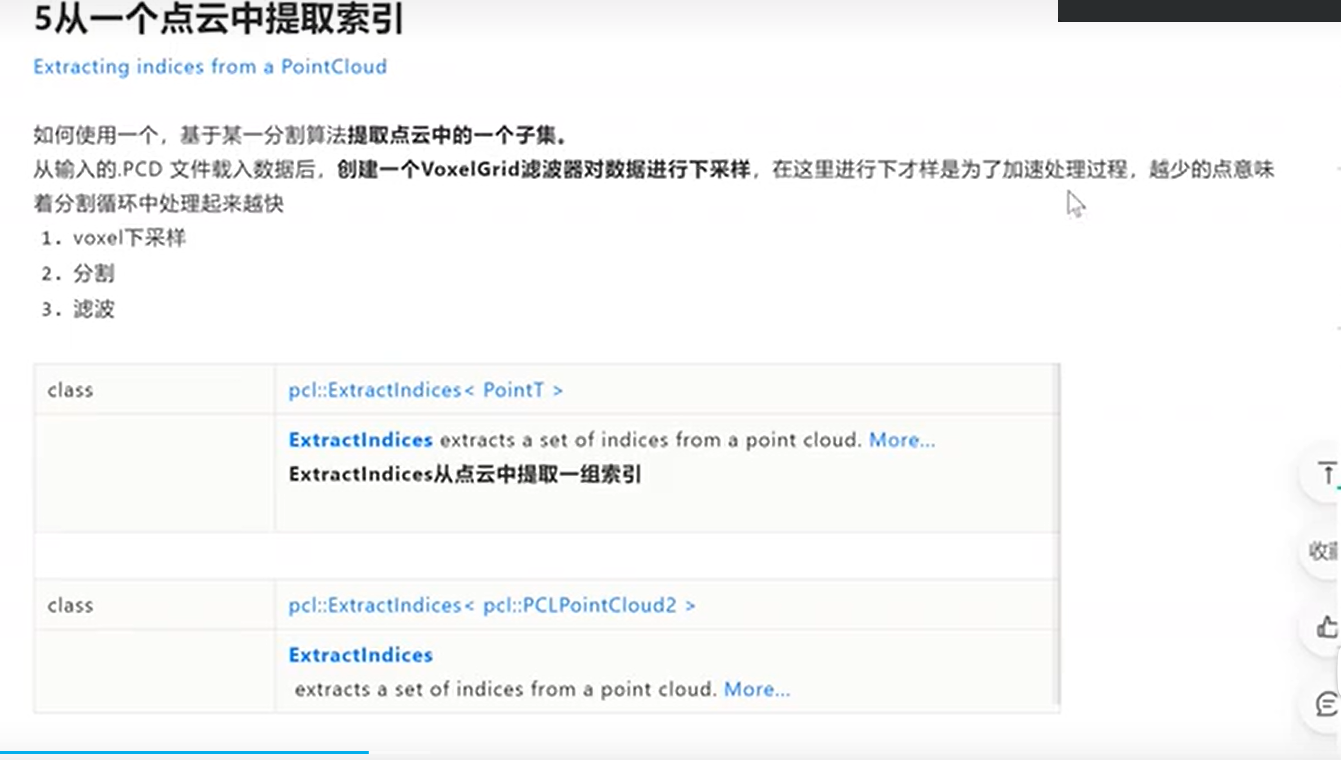 5从一个点云中提取索引
Extracting indices from a PointCloud
如何使用一个，基于某一分割算法提取点云中的一个子集。
从输入的.PCD 文件载入数据后，创建一个VoxelGrid滤波器对数据进行下采样，在这里进行下才样是为了加速处理过程，越少的点意味
着分割循环中处理起来越快
1. voxel下采样
2. 分割
3. 滤波
class
pcl::ExtractIndices< PointT >
ExtractIndices extracts a set of indices from a point cloud. More...
ExtractIndices从点云中提取一组索引
class
pcl::ExtractIndices< pcl::PCLPointCloud2 >
ExtractIndices
extracts a set of indices from a point cloud. More...